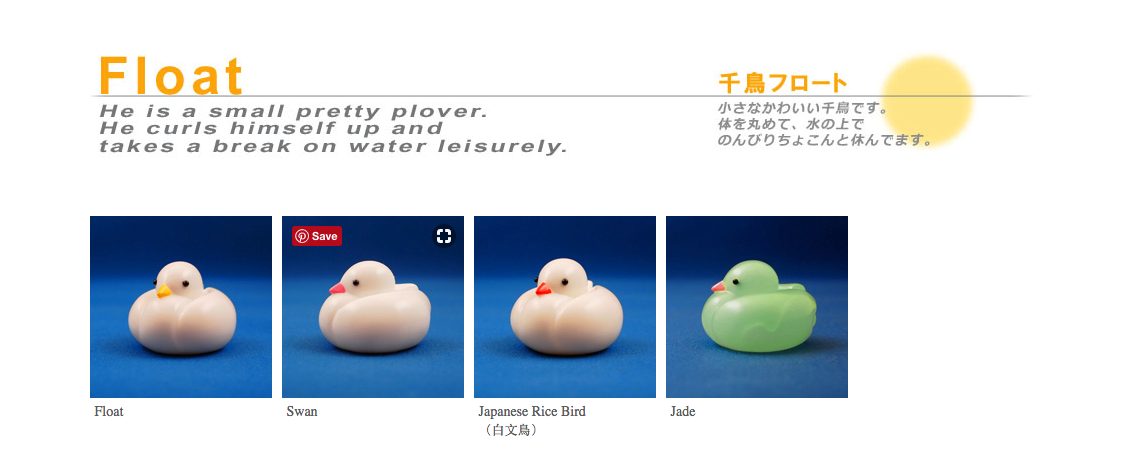 Float
He is a small pretty plover.
He curls himself up and
takes a break on water leisurely.
千鳥フロート
小さなかわいい千鳥です。
体を丸めて、水の上で
のんびりちょこんと休んでます。
Save
Float
Swan
Japanese Rice Bird
（白文鳥）
Jade